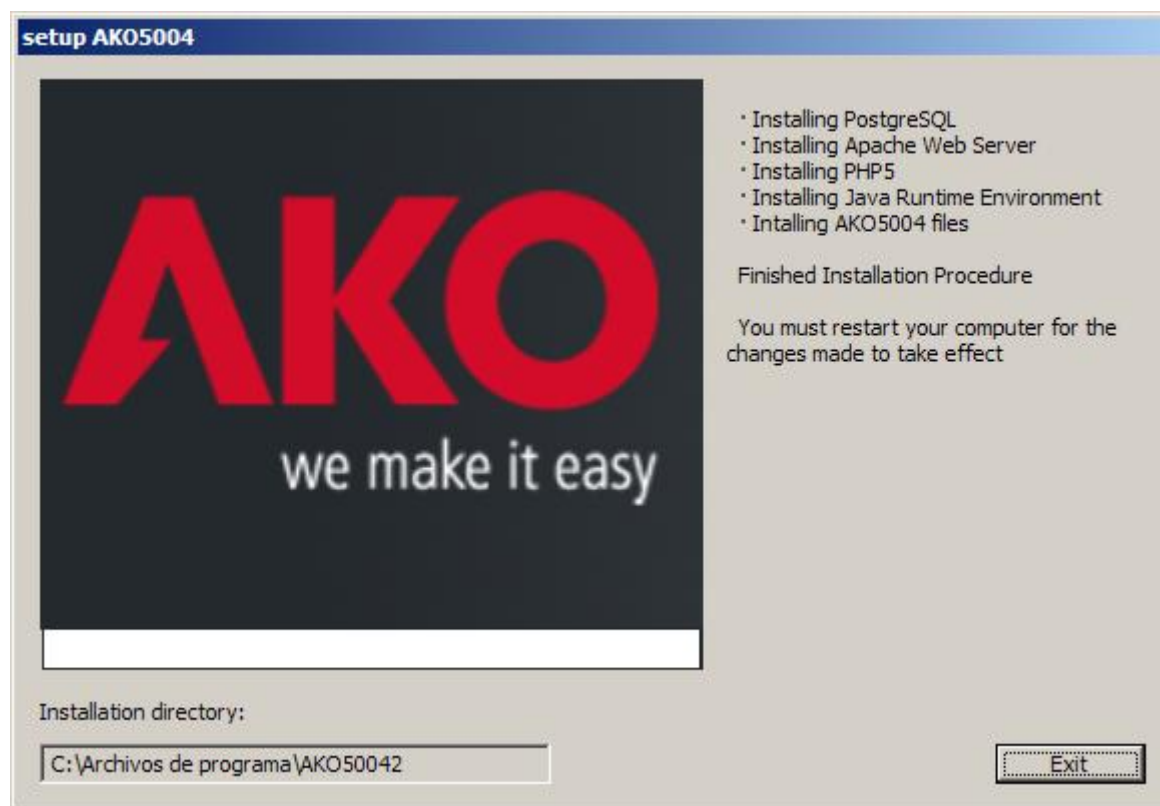 setup AKO5004
AKO
we make it easy
· Installing PostgreSQL
· Installing Apache Web Server
· Installing PHP5
· Installing Java Runtime Environment
· Intalling AKO5004 files
Finished Installation Procedure
You must restart your computer for the
changes made to take effect
Installation directory:
C:\Archivos de programa\AKO50042
Exit